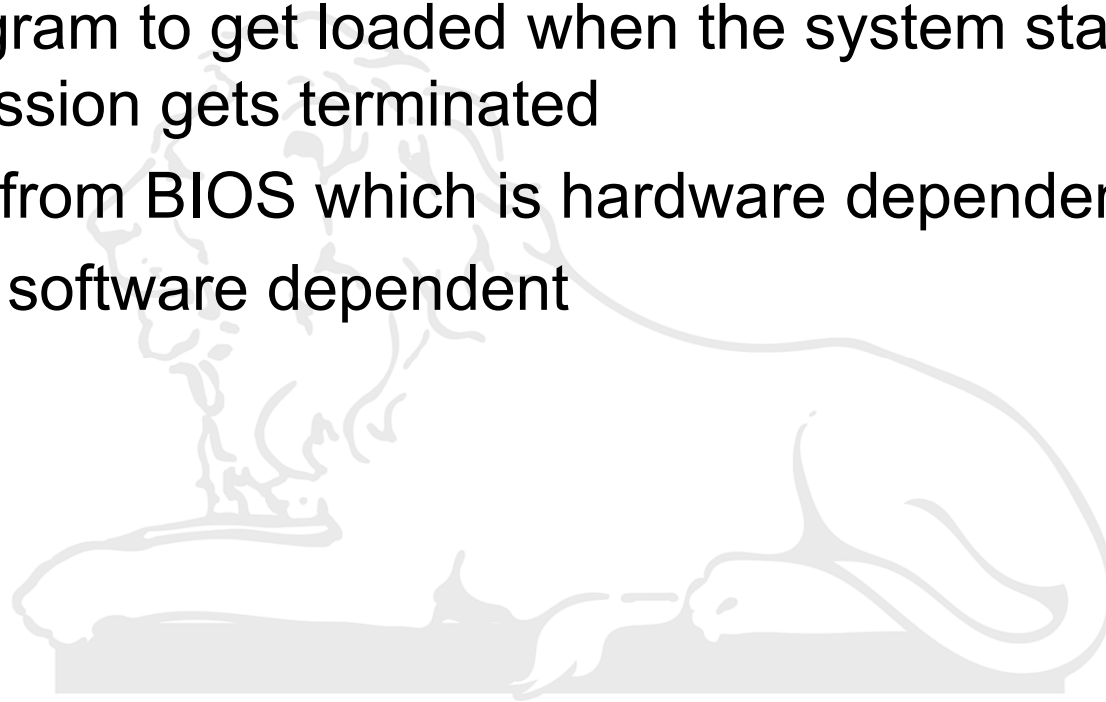 gram to get loaded when the system sta
ssion gets terminated
from BIOS which is hardware depender
software dependent